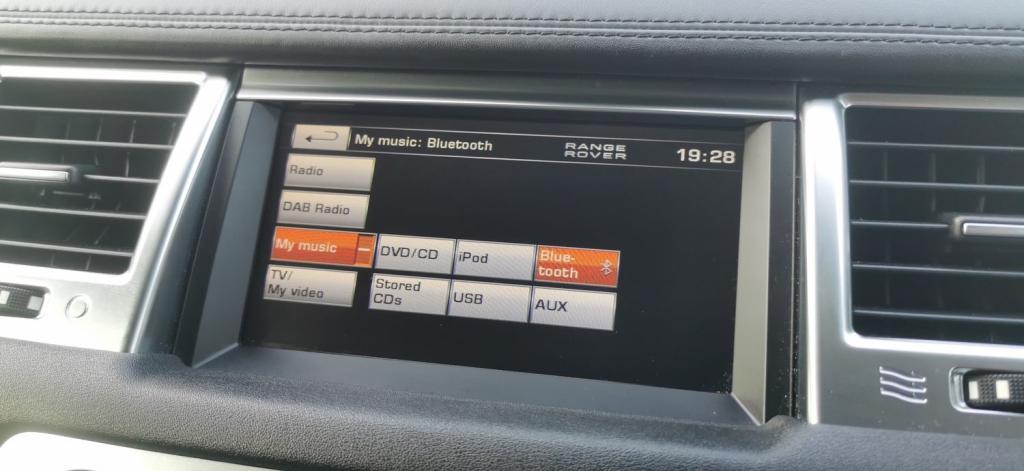 My music: Bluetooth
RANGE
ROVER
19:28
Radio
DAB Radio
My music
DVD/CD
iPod
Blue-
tooth
TV/
My video
Stored
CDs
USB
AUX